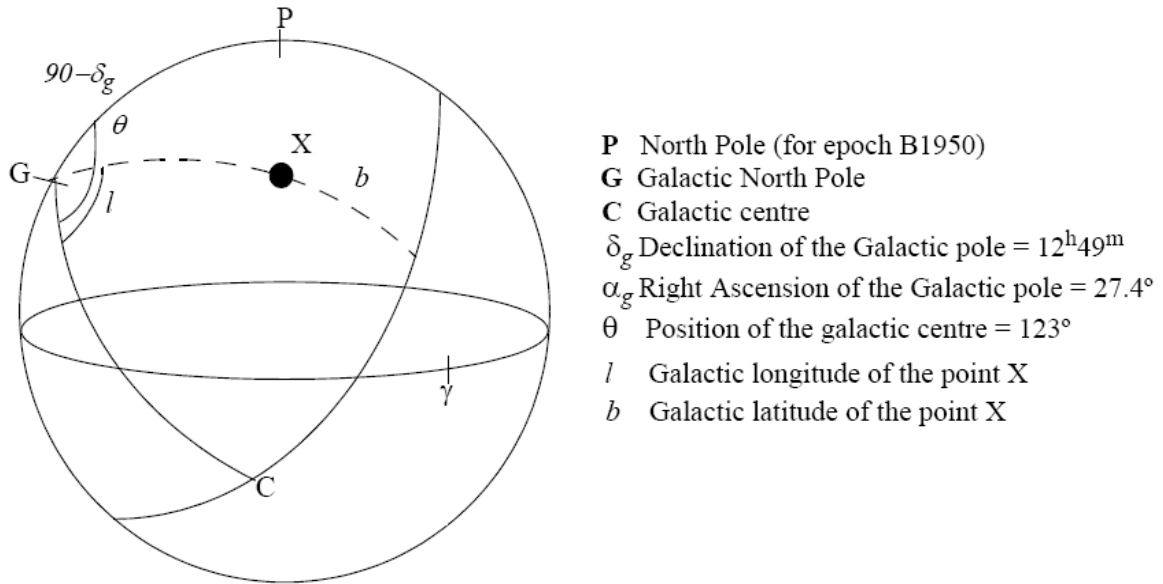 P
90−δg
θ
X
G
b
l
γ
C
P North Pole (for epoch B1950)
G Galactic North Pole
C Galactic centre
δg Declination of the Galactic pole = 12h49m
αg Right Ascension of the Galactic pole = 27.4º
θ Position of the galactic centre = 123º
l Galactic longitude of the point X
b Galactic latitude of the point X